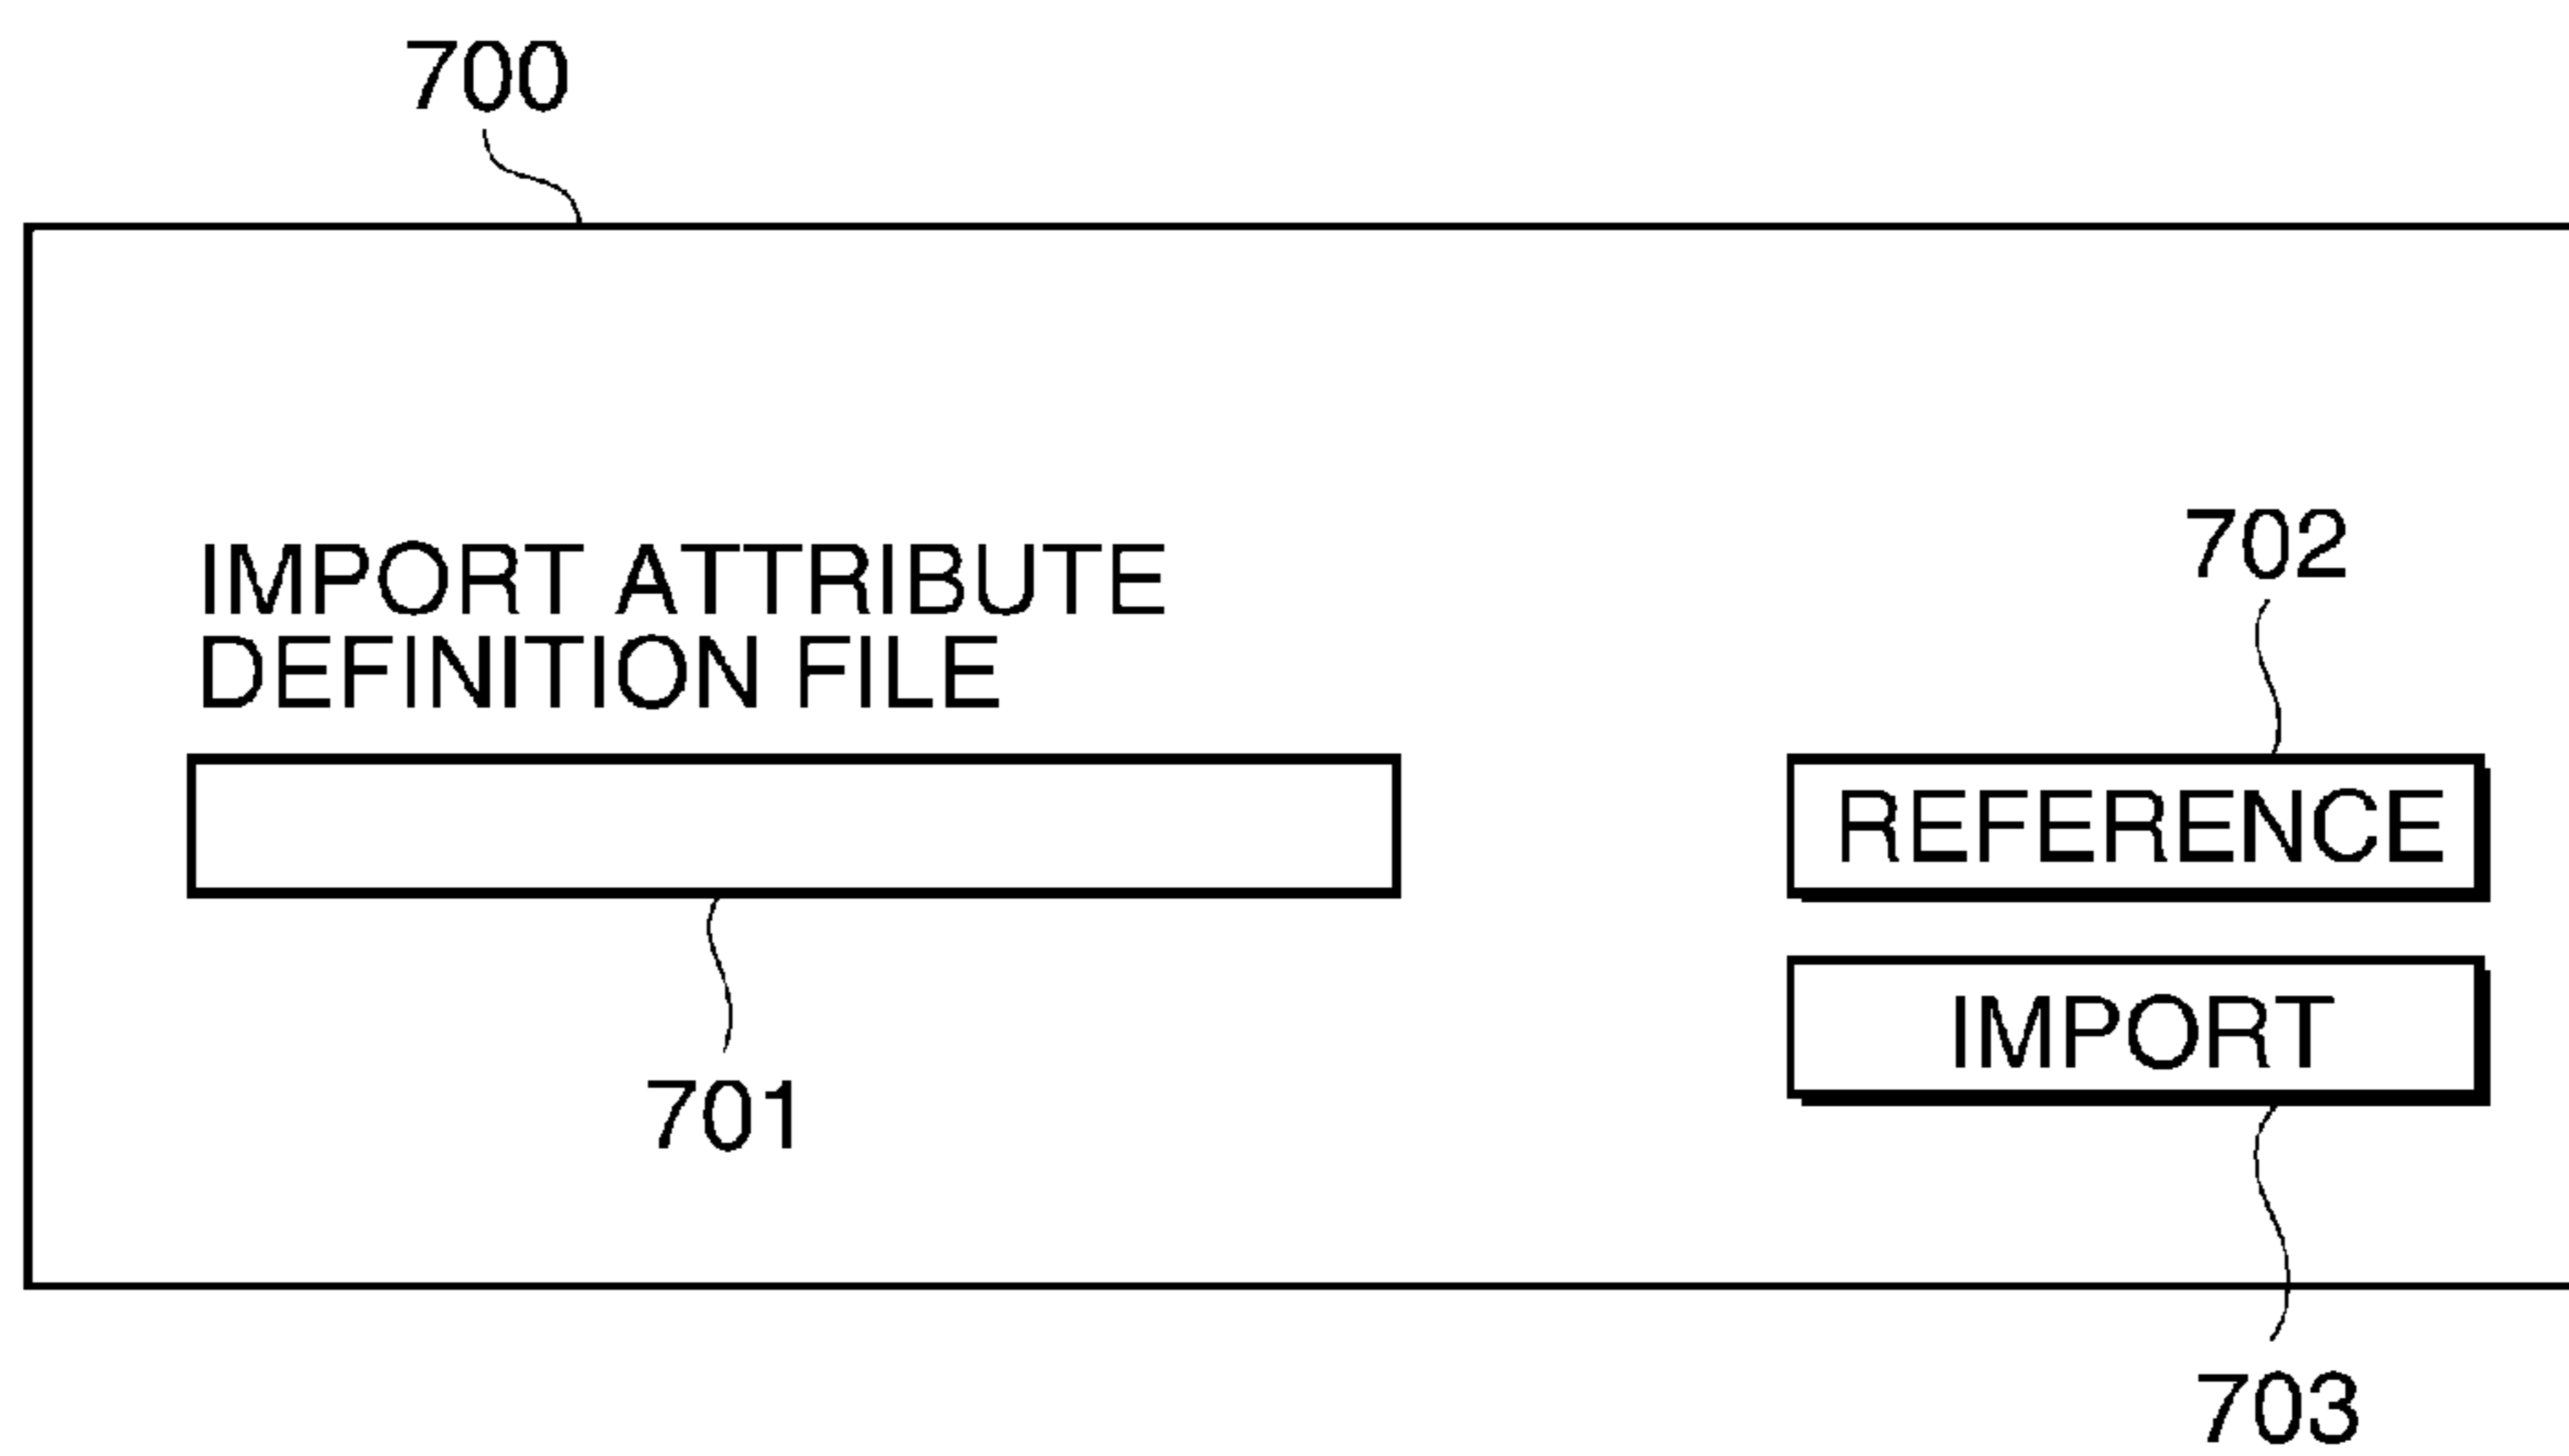 700
IMPORT ATTRIBUTE
DEFINITION FILE
702
REFERENCE
IMPORT
701
703